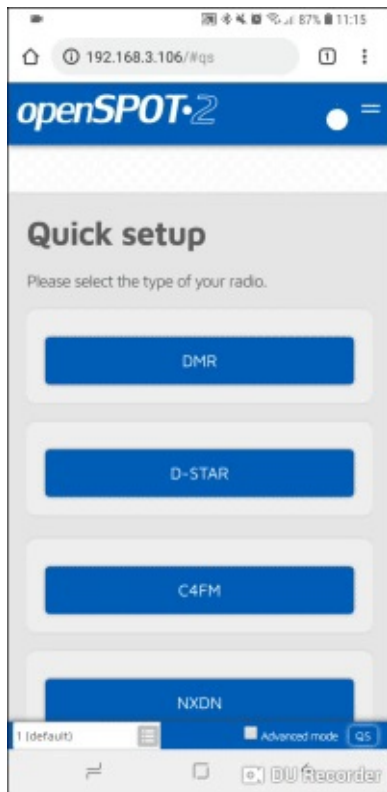 87% 11:15
192.168.3.106/#qs
1
openSPOT•2
Quick setup
Please select the type of your radio.
DMR
D-STAR
C4FM
NXDN
1 (default)
Advanced mode
QS
DU Recorder